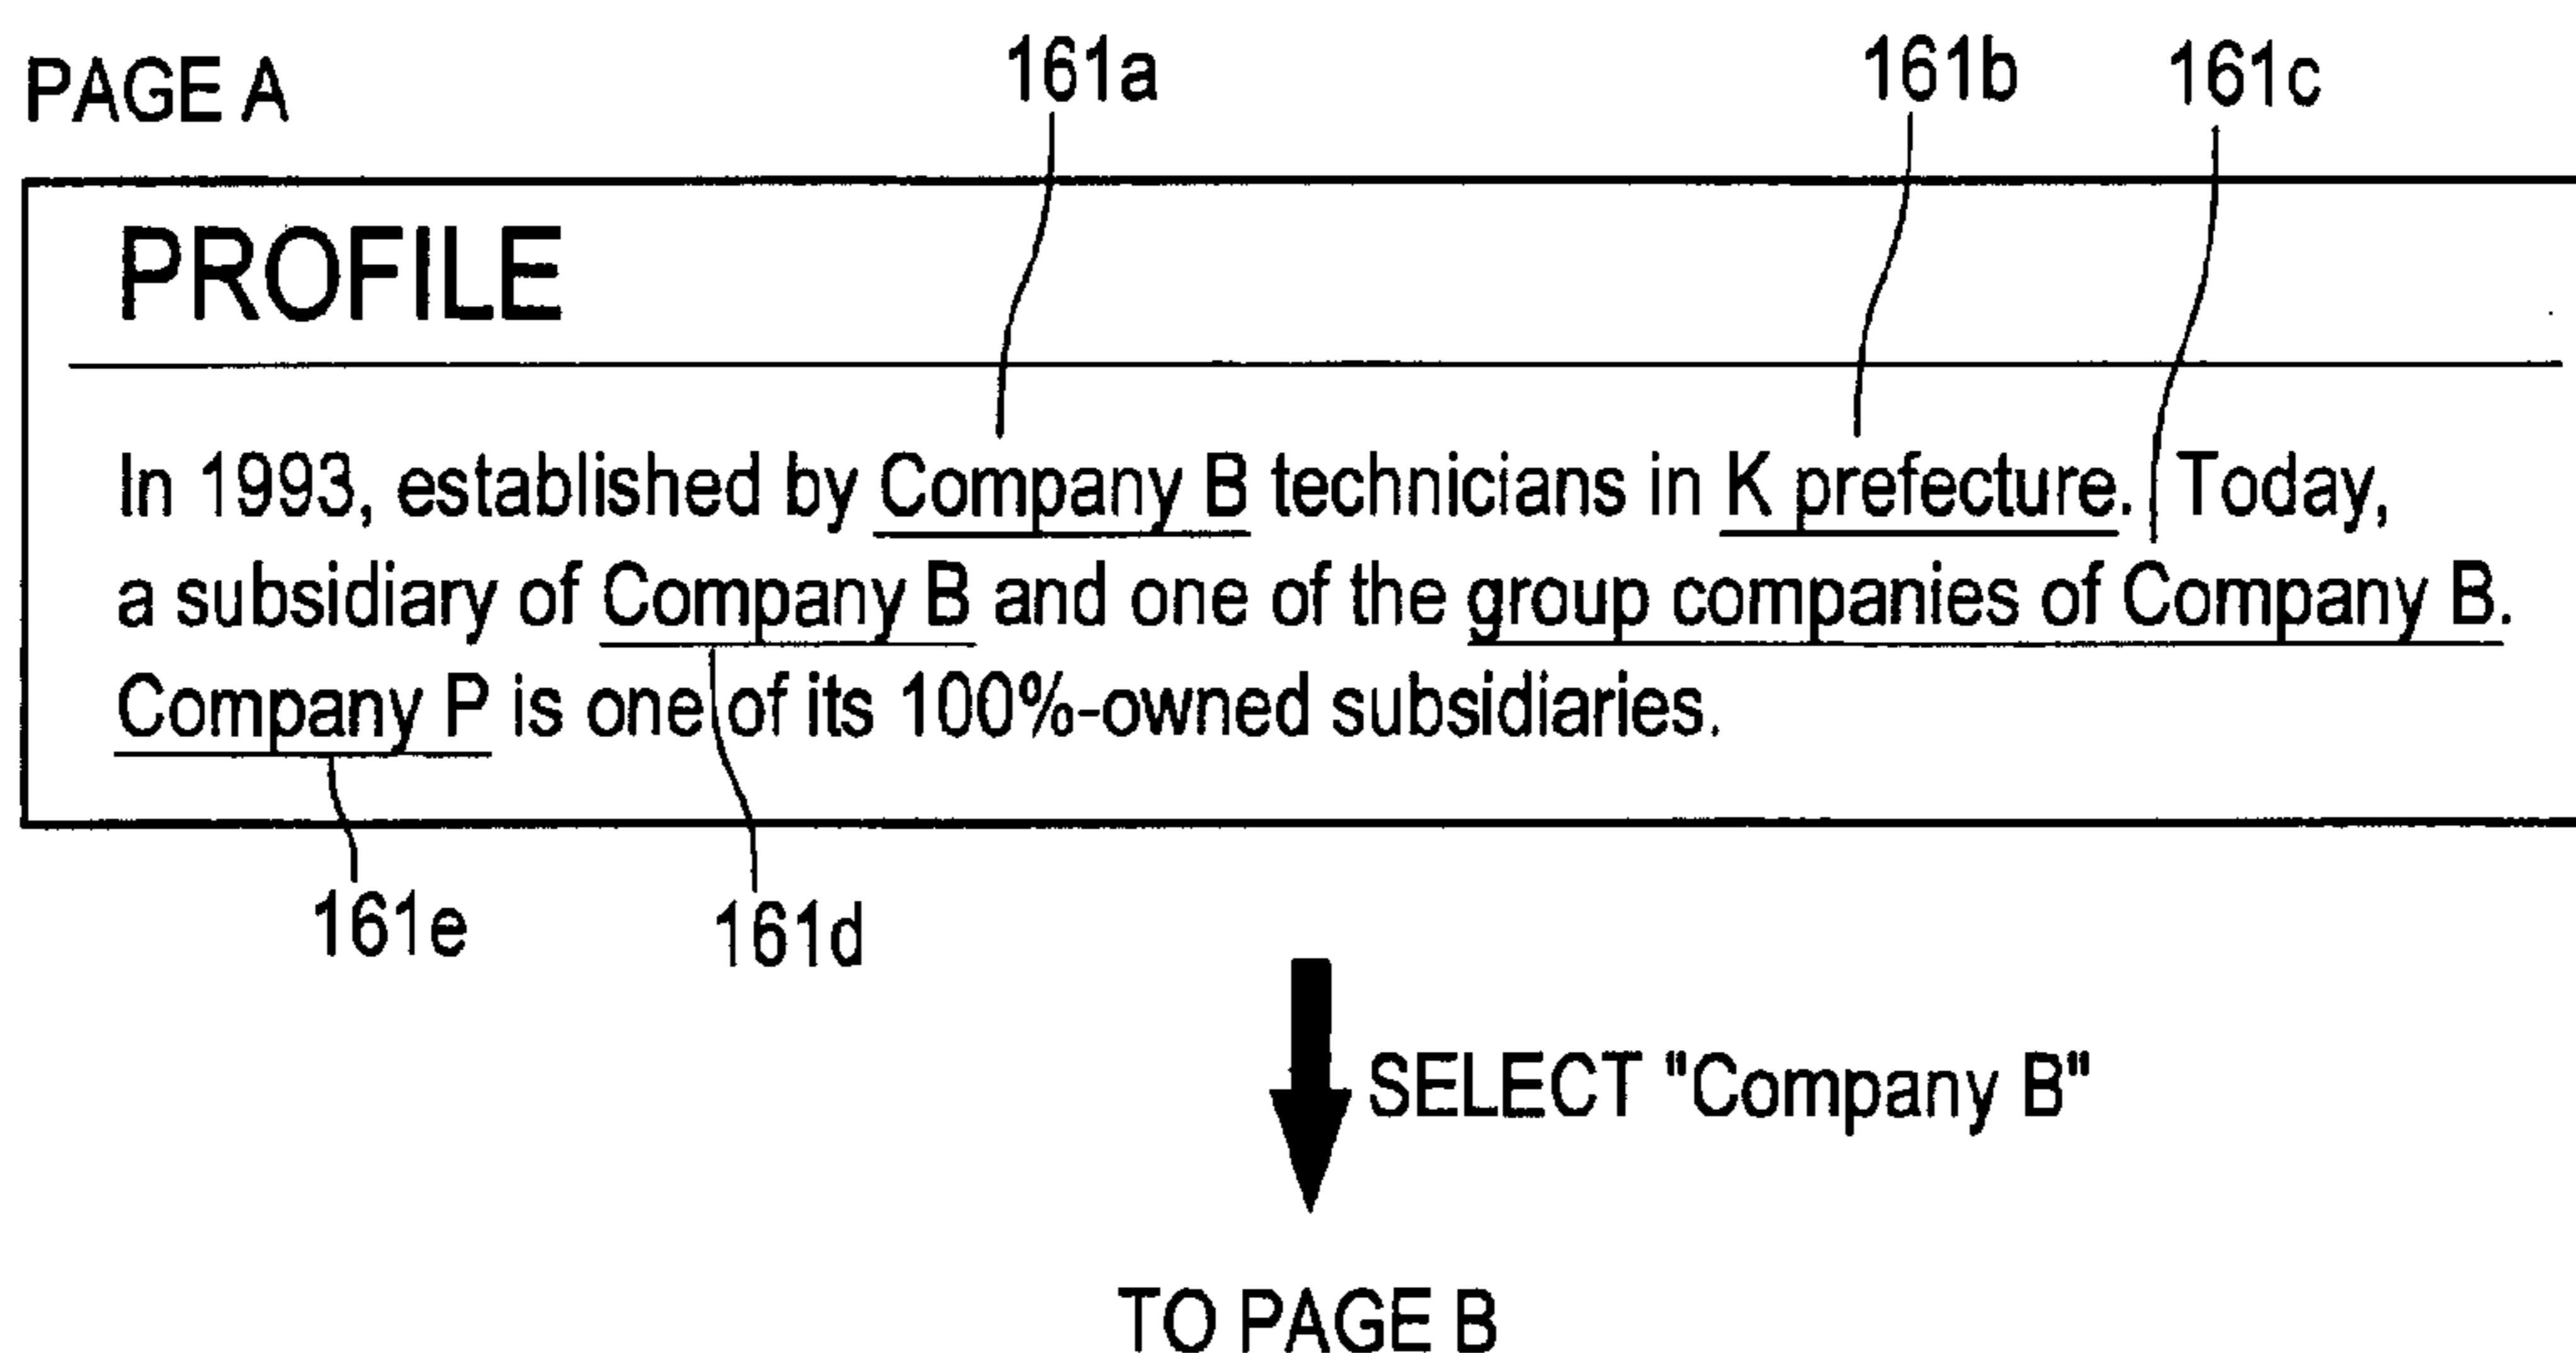 PAGE A
161a
161b
161c
PROFILE
In 1993, established by Company B technicians in K prefecture. Today,
a subsidiary of Company B and one of the group companies of Company B.
Company P is one of its 100%-owned subsidiaries.
161e
161d
SELECT "Company B"
TO PAGE B